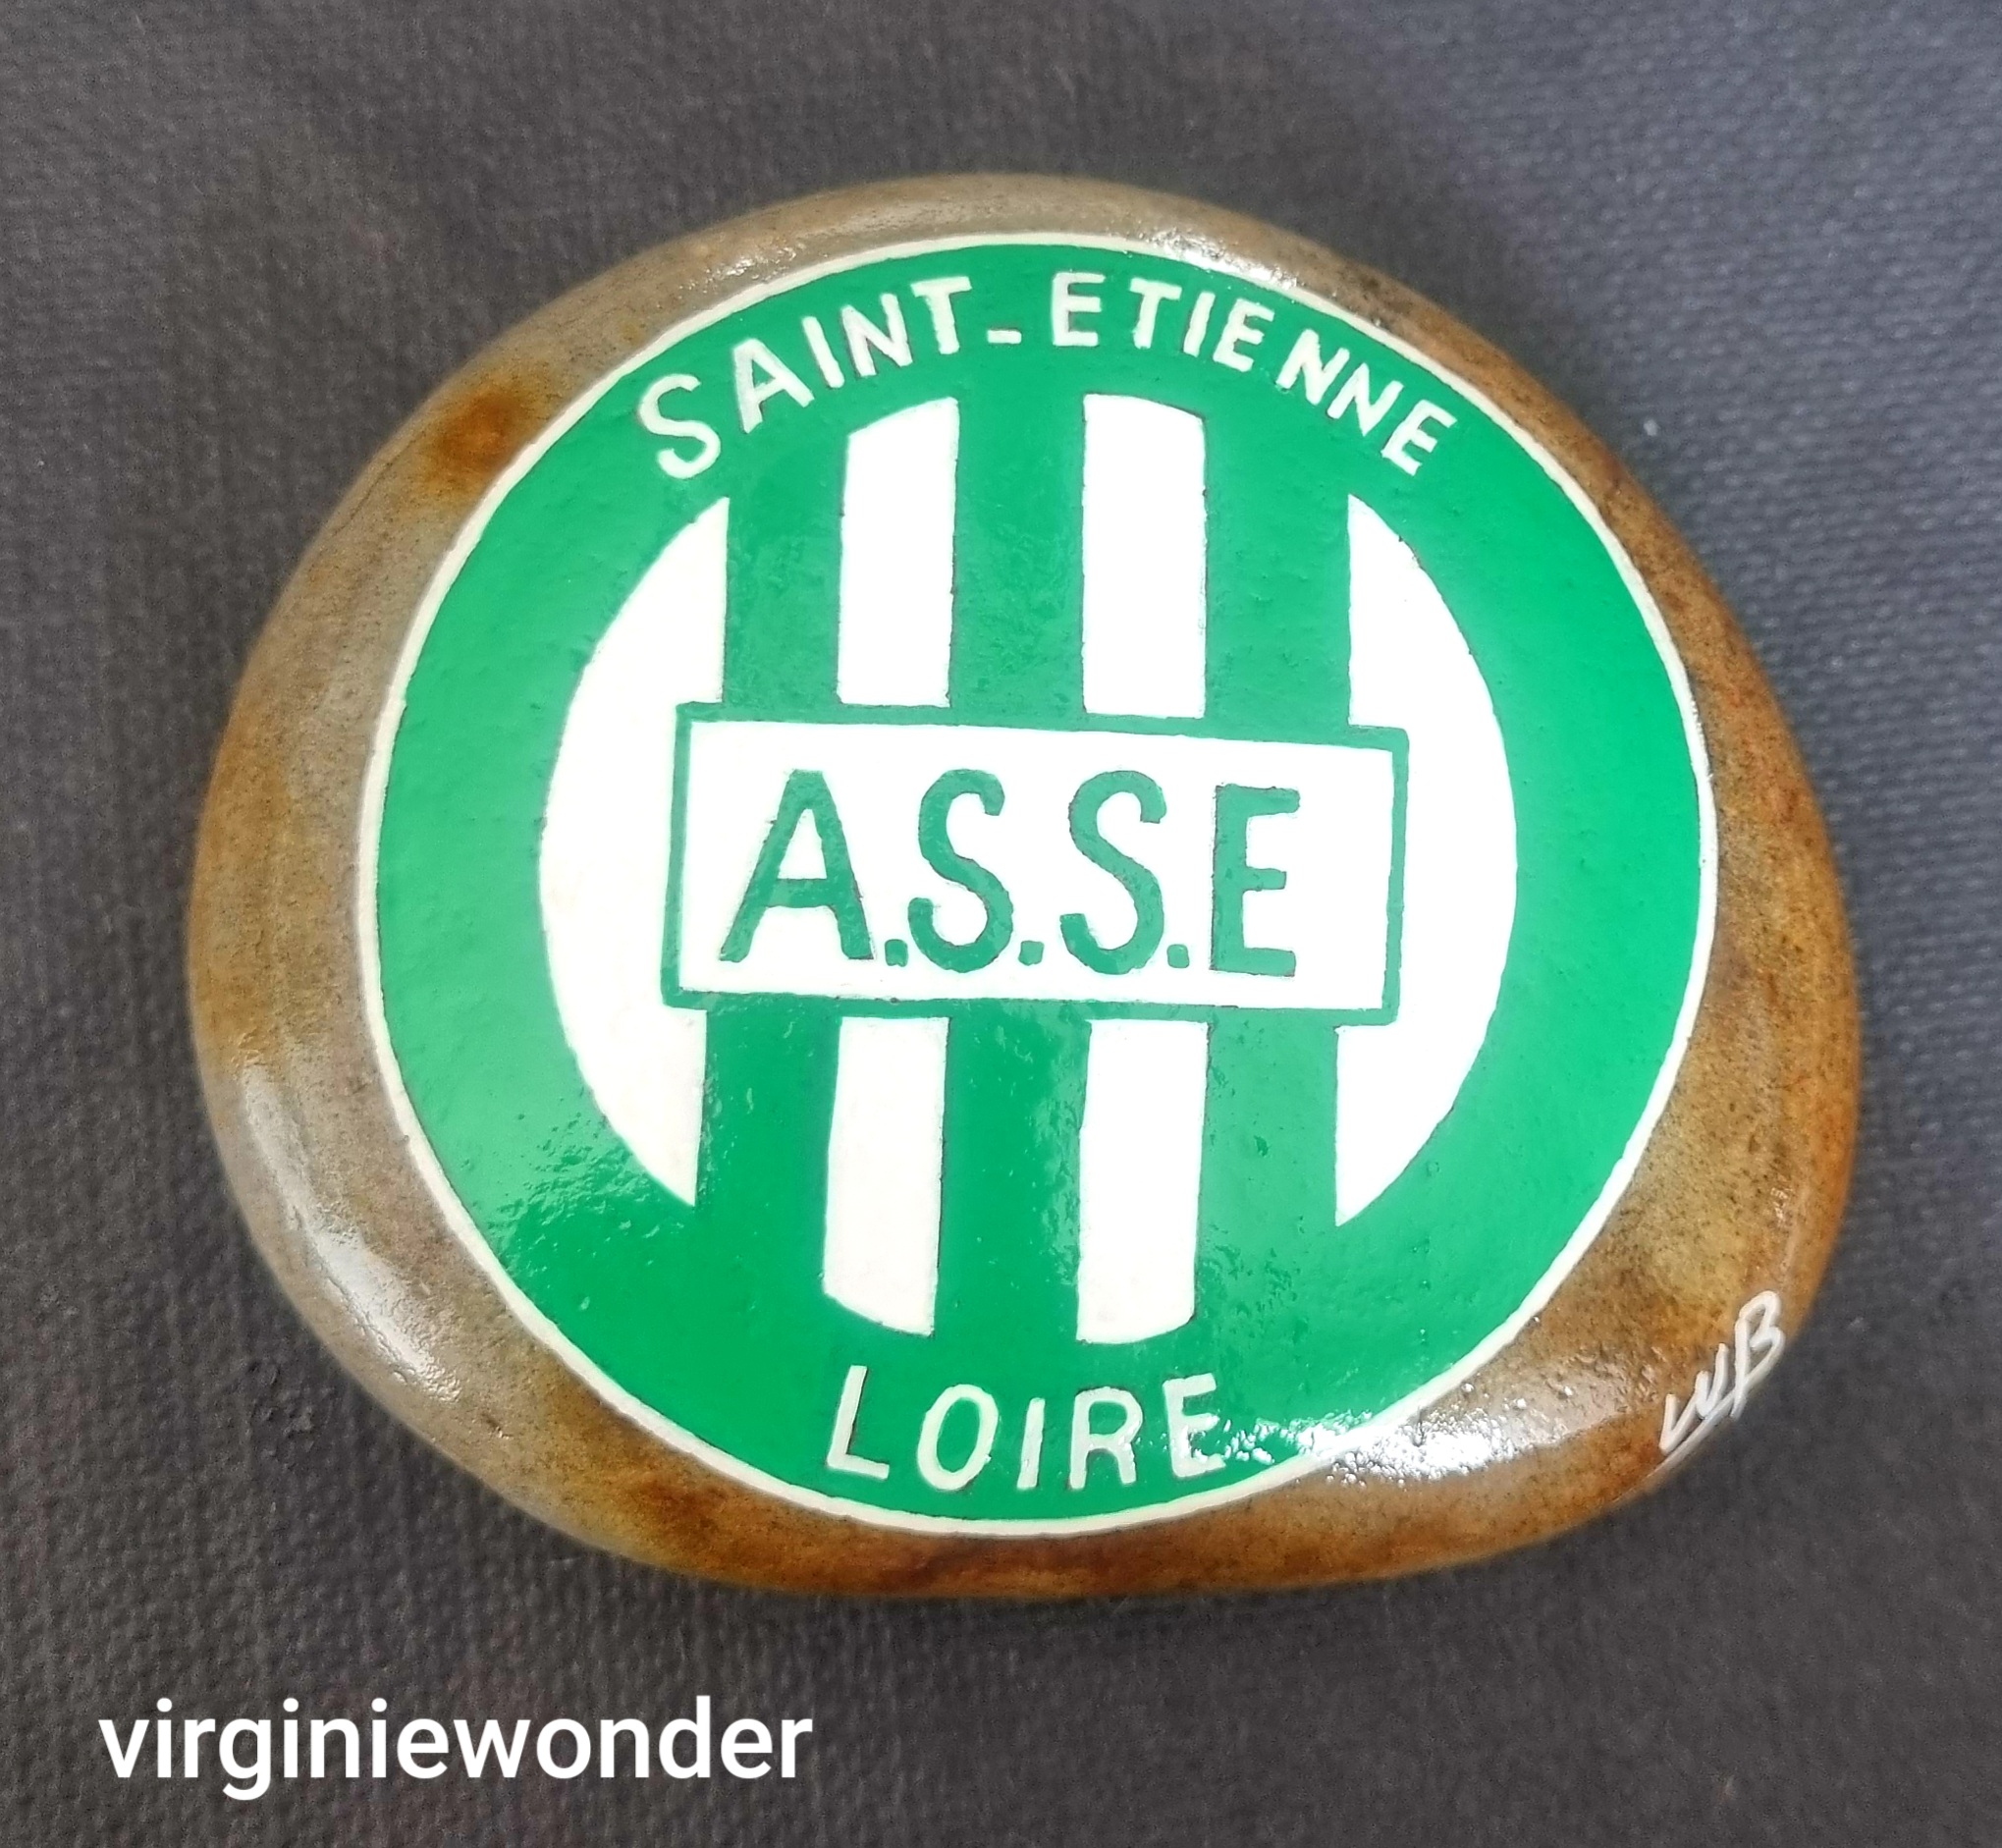 SAINT-ETIENNE
A.S.S.E
LOIRE
virginiewonder